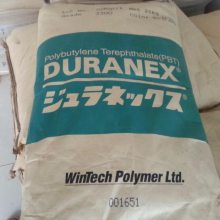 Polybutylene Terephthalate(PBT)
DURANEX®
ジュラネックス®
WinTech Polymer Ltd.
001651